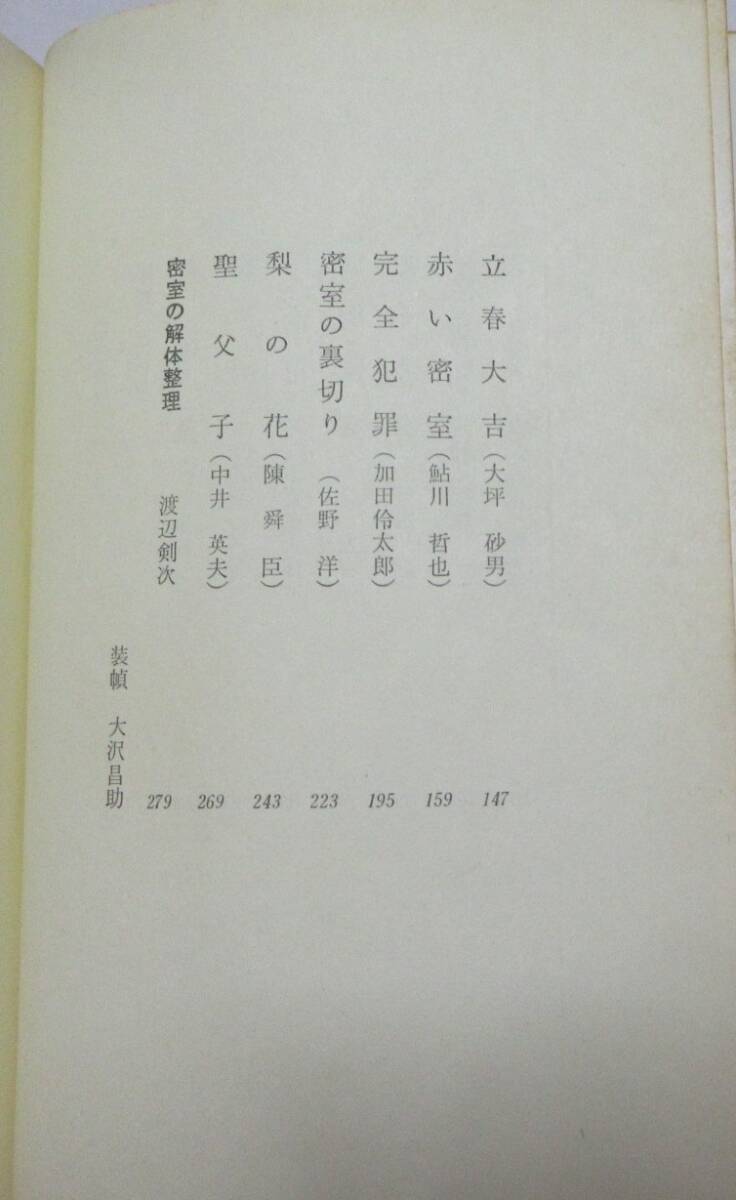 立春大吉（大坪 砂男） 147
赤い密室（鮎川 哲也） 159
完全犯罪（加田伶太郎） 195
密室の裏切り（佐野 洋） 223
梨の花（陳 舜 臣） 243
聖父子（中井 英夫） 269
密室の解体整理 渡辺剣次 279
装幀 大沢昌助